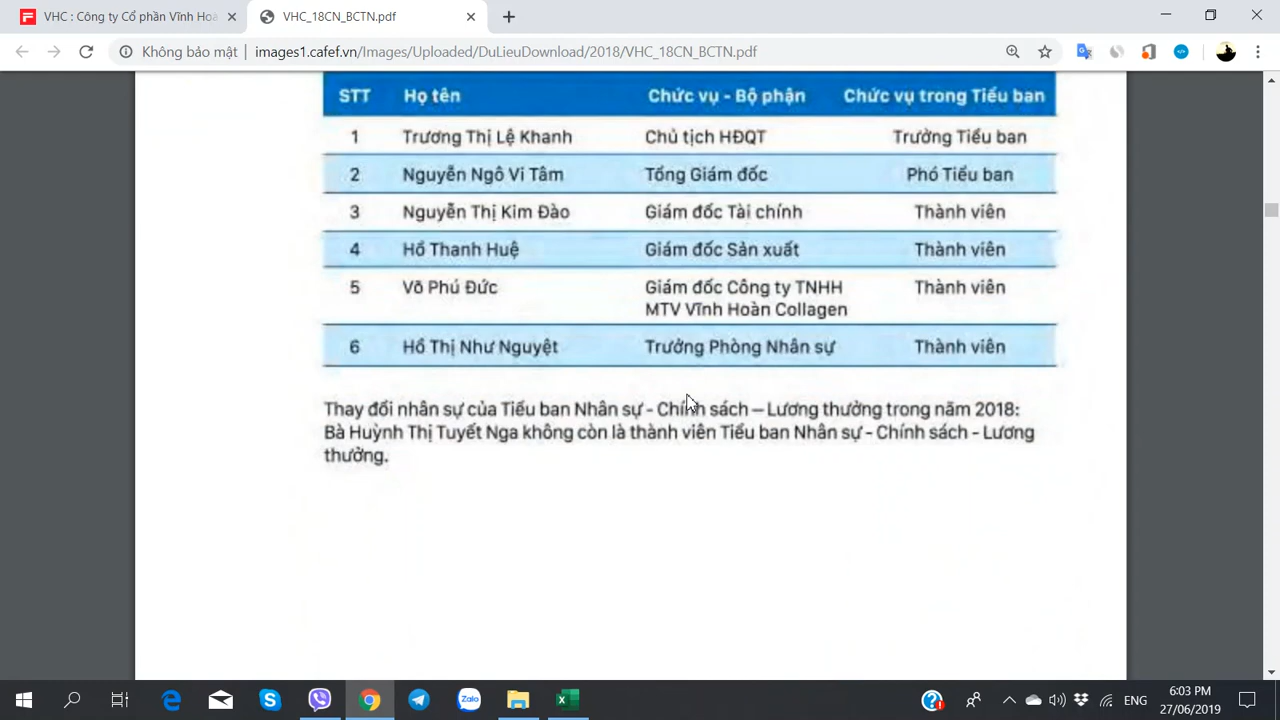 VHC : Công ty Cổ phần Vĩnh Hoà
VHC_18CN_BCTN.pdf
Không bảo mật | images1.cafef.vn/Images/Uploaded/DuLieuDownload/2018/VHC_18CN_BCTN.pdf
STT Họ tên Chức vụ - Bộ phận Chức vụ trong Tiểu ban
1 Trương Thị Lệ Khanh Chủ tịch HĐQT Trưởng Tiểu ban
2 Nguyễn Ngô Vi Tâm Tổng Giám đốc Phó Tiểu ban
3 Nguyễn Thị Kim Đào Giám đốc Tài chính Thành viên
4 Hồ Thanh Huệ Giám đốc Sản xuất Thành viên
5 Võ Phú Đức Giám đốc Công ty TNHH Thành viên
MTV Vĩnh Hoàn Collagen
6 Hồ Thị Như Nguyệt Trưởng Phòng Nhân sự Thành viên
Thay đổi nhân sự của Tiểu ban Nhân sự - Chính sách – Lương thưởng trong năm 2018:
Bà Huỳnh Thị Tuyết Nga không còn là thành viên Tiểu ban Nhân sự - Chính sách - Lương
thưởng.
Zalo
ENG
6:03 PM
27/06/2019